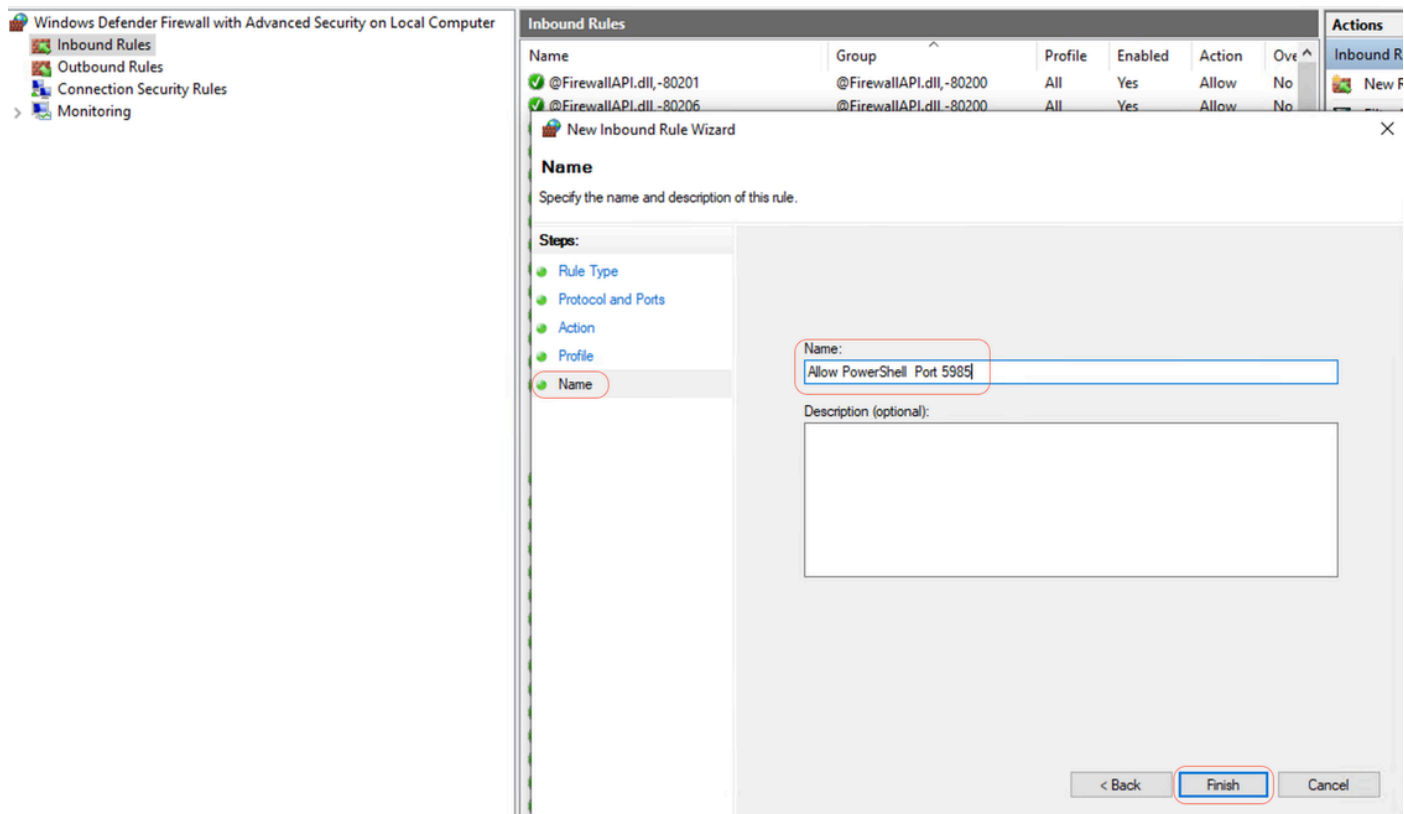 Windows Defender Firewall with Advanced Security on Local Computer
Inbound Rules
Outbound Rules
Connection Security Rules
Monitoring
Inbound Rules
Name Group Profile Enabled Action Ove
@FirewallAPI.dll,-80201 @FirewallAPI.dll,-80200 All Yes Allow No
@FirewallAPI.dll,-80206 @FirewallAPI.dll,-80200 All Yes Allow No
Actions
Inbound R
New R
New Inbound Rule Wizard
Name
Specify the name and description of this rule.
Steps:
Rule Type
Protocol and Ports
Action
Profile
Name
Name:
Allow PowerShell  Port 5985
Description (optional):
< Back Finish Cancel